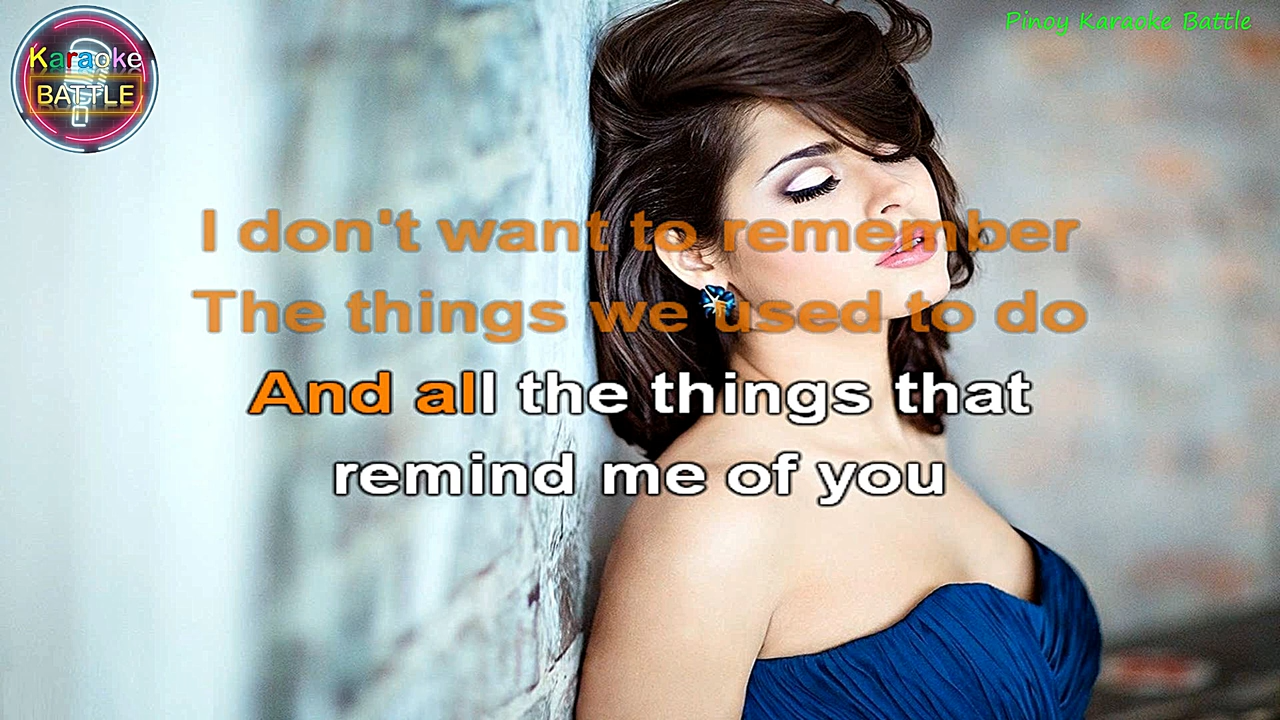 Karaoke
BATTLE
Pinoy Karaoke Battle
I don't want to remember
The things we used to do
And all the things that
remind me of you